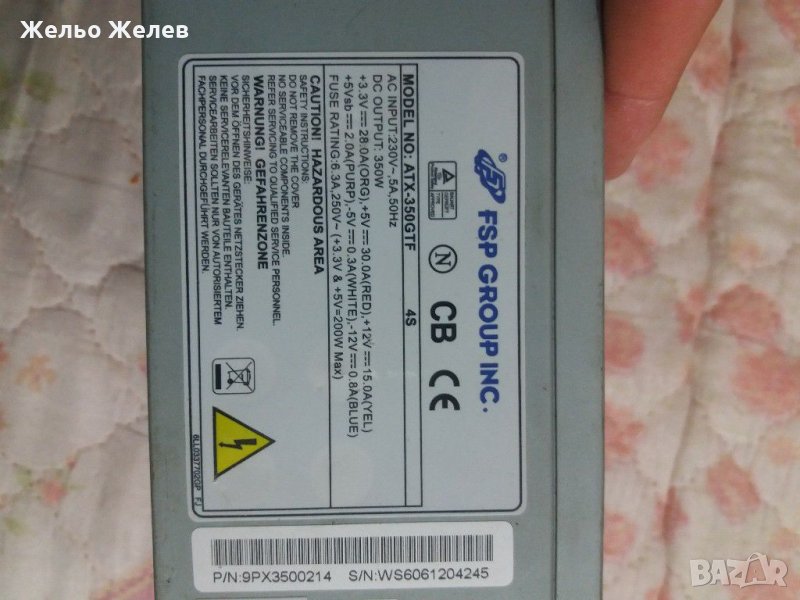 Жельо Желев
FSP GROUP INC.
N CB CE
MODEL NO: ATX-350GTF 4S
AC INPUT:230V~,5A,50Hz
DC OUTPUT: 350W
+3.3V⎓28.0A(ORG),+5V⎓30.0A(RED),+12V⎓15.0A(YEL)
+5Vsb⎓2.0A(PURP),-5V⎓0.3A(WHITE),-12V⎓0.8A(BLUE)
FUSE RATING:6.3A,250V~ (+3.3V & +5V=200W Max)
CAUTION! HAZARDOUS AREA
SAFETY INSTRUCTIONS:
DO NOT REMOVE THE COVER
NO SERVICEABLE COMPONENTS INSIDE.
REFER SERVICING TO QUALIFIED SERVICE PERSONNEL.
WARNUNG! GEFAHRENZONE
SICHERHEITSHINWEISE:
VOR DEM ÖFFNEN DES GERÄTES NETZSTECKER ZIEHEN.
KEINE SERVICERELEVANTEN BAUTEILE ENTHALTEN.
SERVICEARBEITEN SOLLTEN NUR VON AUTORISIERTEM
FACHPERSONAL DURCHGEFÜHRT WERDEN.
P/N:9PX3500214 S/N:WS6061204245
BAZAR